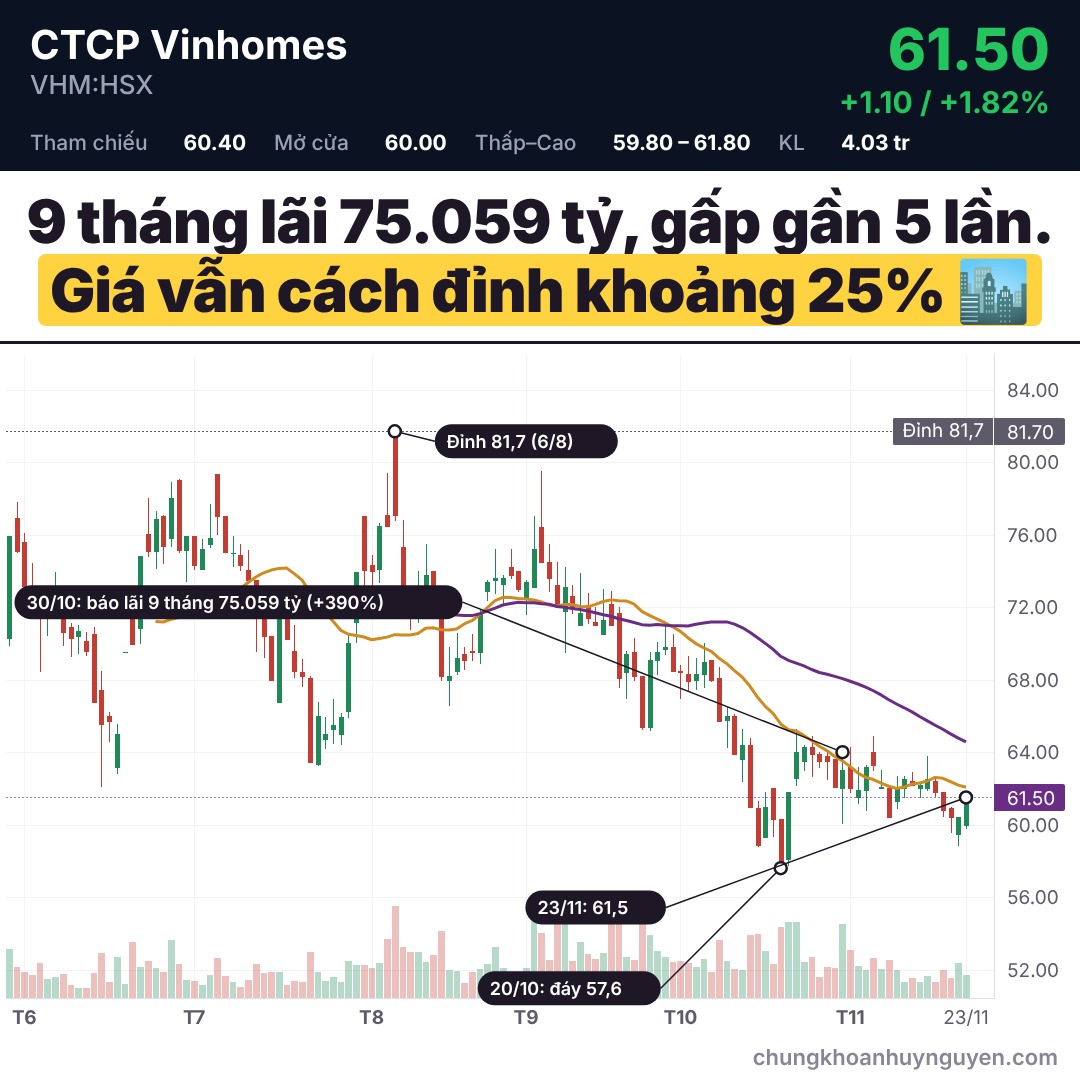 CTCP Vinhomes
61.50
VHM:HSX
+1.10 / +1.82%
Tham chiếu 60.40 Mở cửa 60.00 Thấp–Cao 59.80 – 61.80 KL 4.03 tr
9 tháng lãi 75.059 tỷ, gấp gần 5 lần.
Giá vẫn cách đỉnh khoảng 25%
84.00
Đỉnh 81,7 81.70
Đỉnh 81,7 (6/8)
80.00
76.00
72.00
30/10: báo lãi 9 tháng 75.059 tỷ (+390%)
68.00
64.00
61.50
60.00
56.00
23/11: 61,5
52.00
20/10: đáy 57,6
T6 T7 T8 T9 T10 T11 23/11
chungkhoanhuynguyen.com